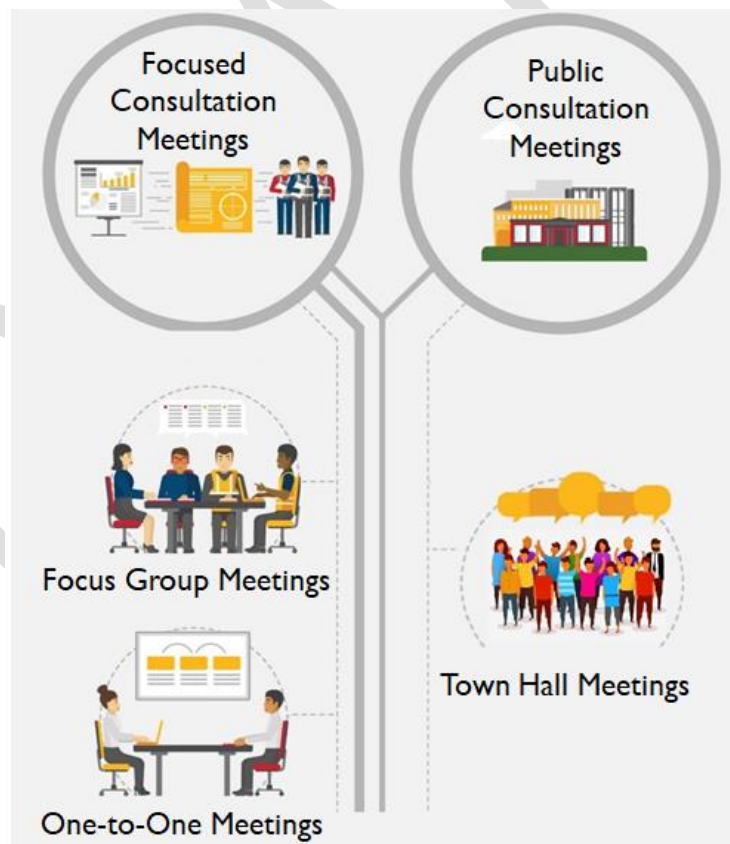 Focused
Consultation
Meetings
Public
Consultation
Meetings
Focus Group Meetings
Town Hall Meetings
One-to-One Meetings